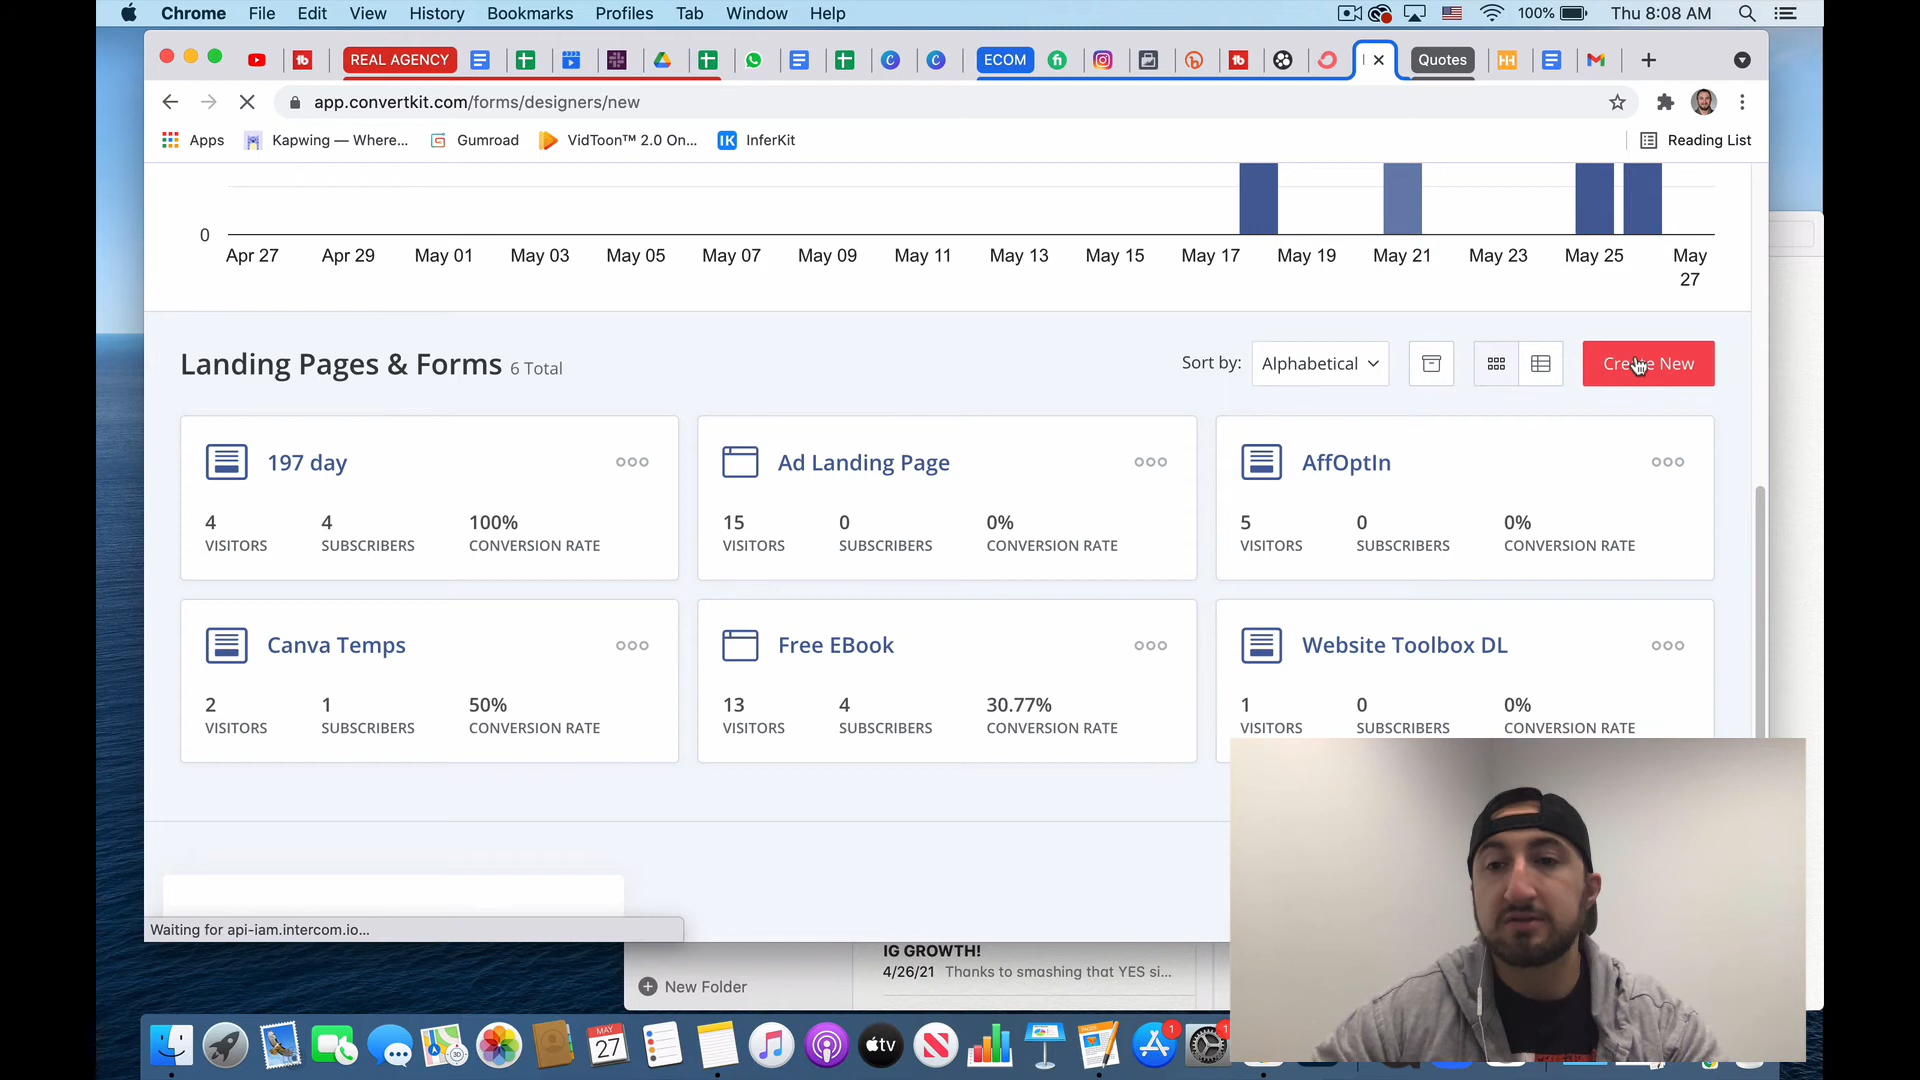 Chrome File Edit View History Bookmarks Profiles Tab Window Help 100% Thu 8:08 AM
REAL AGENCY ECOM Quotes
app.convertkit.com/forms/designers/new
Apps Kapwing — Where... Gumroad VidToon™ 2.0 On... IK InferKit Reading List
0
Apr 27 Apr 29 May 01 May 03 May 05 May 07 May 09 May 11 May 13 May 15 May 17 May 19 May 21 May 23 May 25 May 27
Landing Pages & Forms 6 Total Sort by: Alphabetical Create New
197 day Ad Landing Page AffOptIn
4 4 100% 15 0 0% 5 0 0%
VISITORS SUBSCRIBERS CONVERSION RATE VISITORS SUBSCRIBERS CONVERSION RATE VISITORS SUBSCRIBERS CONVERSION RATE
Canva Temps Free EBook Website Toolbox DL
2 1 50% 13 4 30.77% 1 0 0%
VISITORS SUBSCRIBERS CONVERSION RATE VISITORS SUBSCRIBERS CONVERSION RATE VISITORS SUBSCRIBERS CONVERSION RATE
Waiting for api-iam.intercom.io...
IG GROWTH!
4/26/21 Thanks to smashing that YES si...
New Folder
MAY
27
3D
tv
1
1